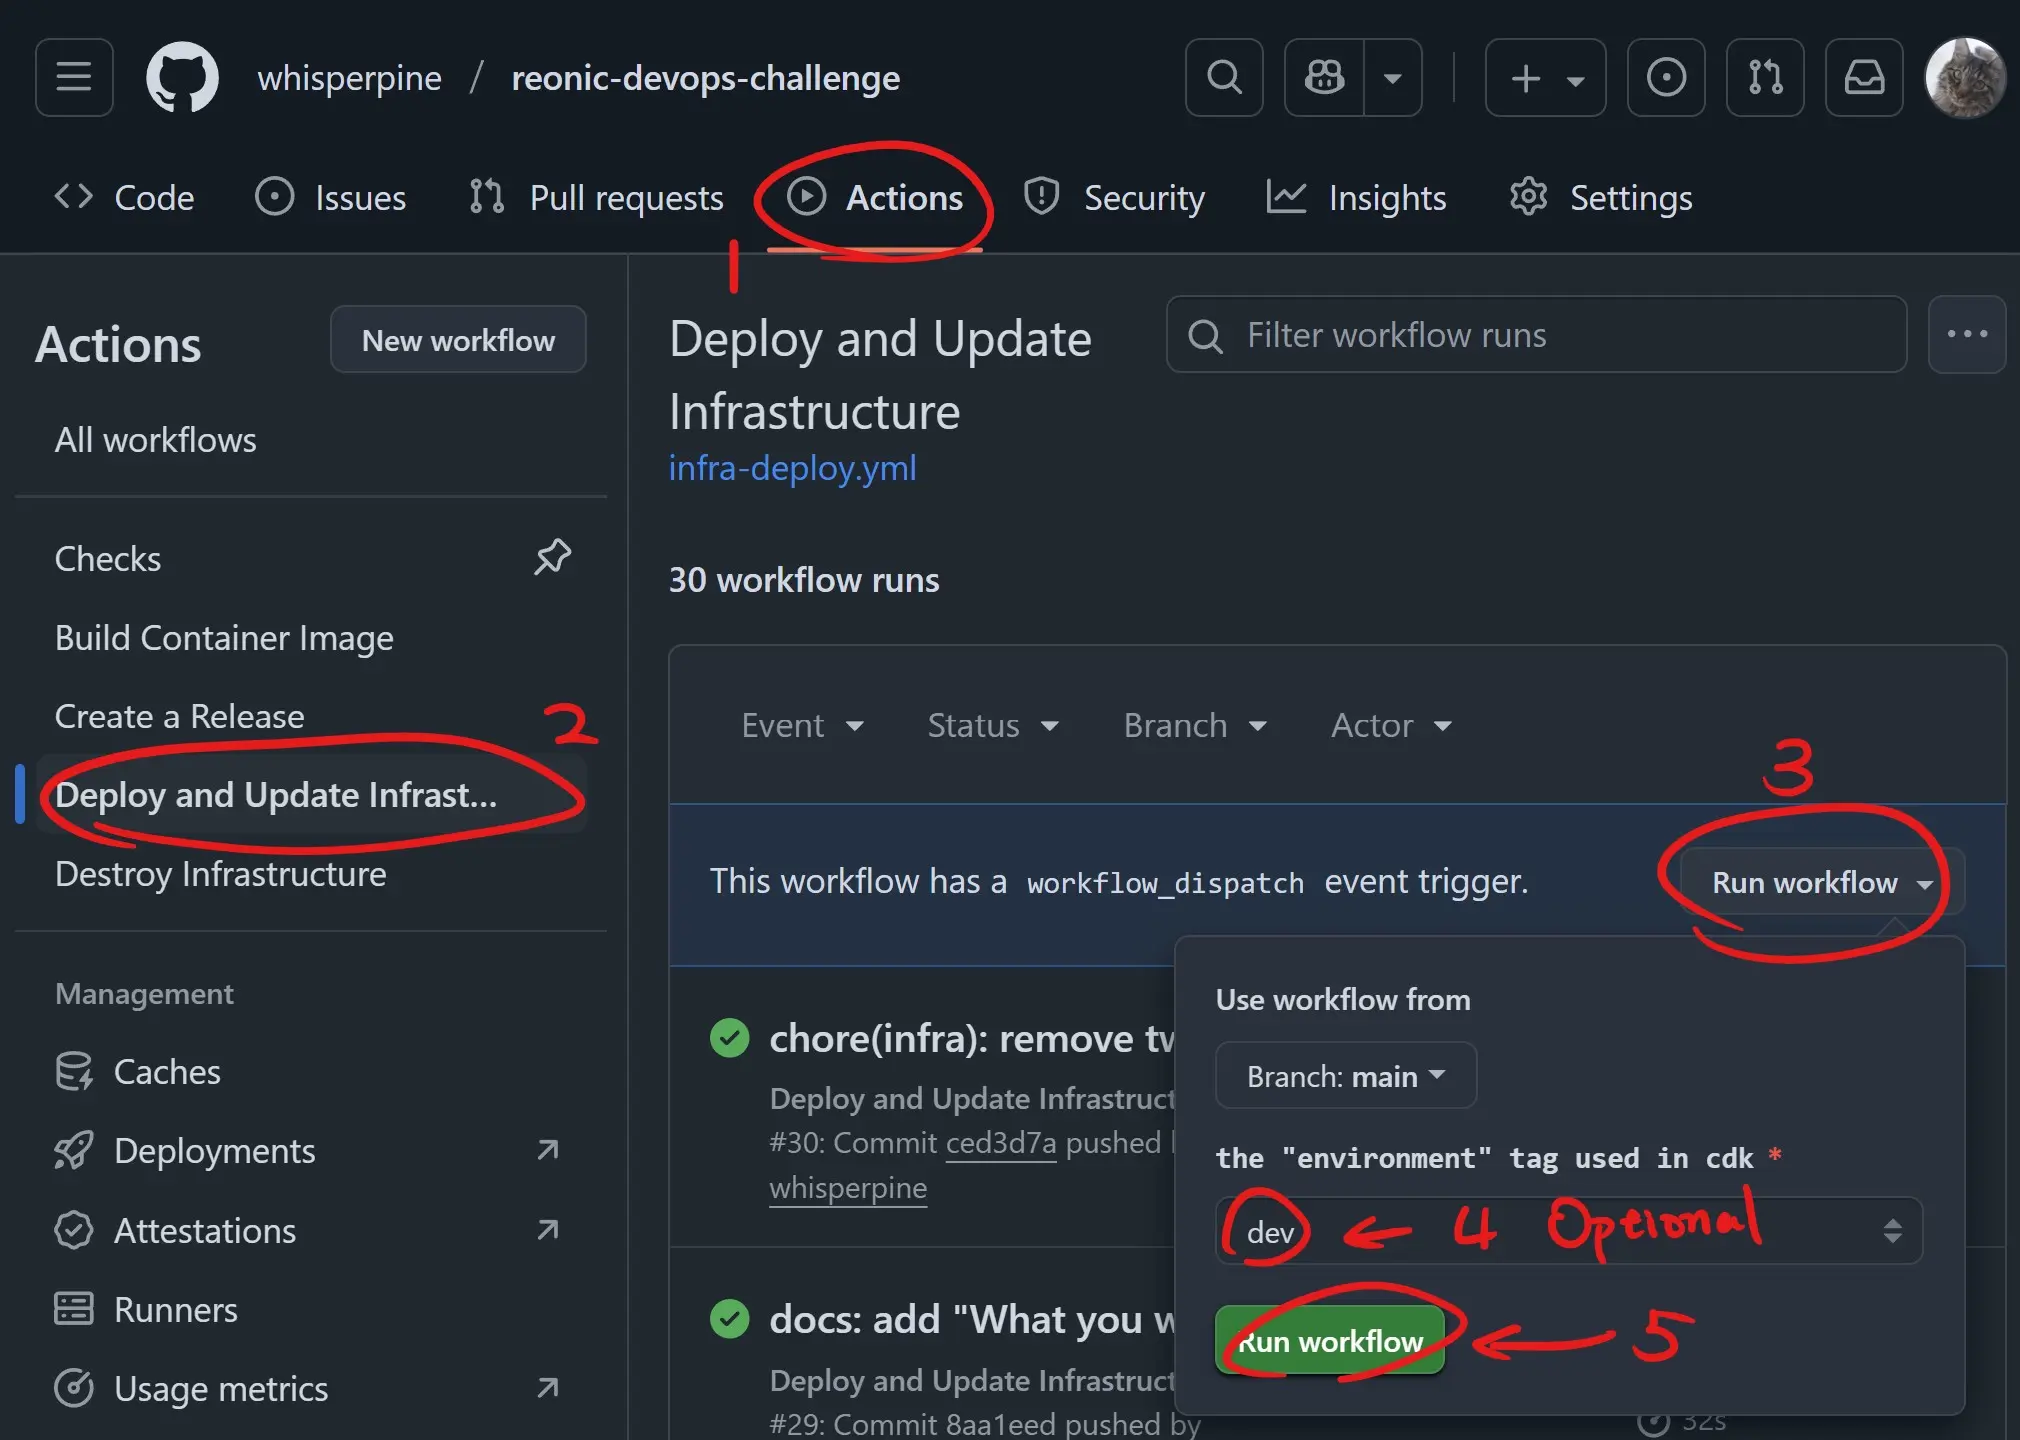 whisperpine / reonic-devops-challenge
Code Issues Pull requests Actions Security Insights Settings
1
Actions
New workflow
All workflows
Checks
Build Container Image
Create a Release
2
Deploy and Update Infrast...
Destroy Infrastructure
Management
Caches
Deployments
Attestations
Runners
Usage metrics
Deploy and Update
Infrastructure
infra-deploy.yml
Filter workflow runs
30 workflow runs
Event Status Branch Actor
3
This workflow has a workflow_dispatch event trigger.
Run workflow
Use workflow from
Branch: main
the "environment" tag used in cdk *
dev ← 4 Optional
Run workflow ← 5
chore(infra): remove
Deploy and Update Infrastruct
#30: Commit ced3d7a pushed
whisperpine
docs: add "What you
Deploy and Update Infrastruct
#29: Commit 8aa1eed pushed by
32s